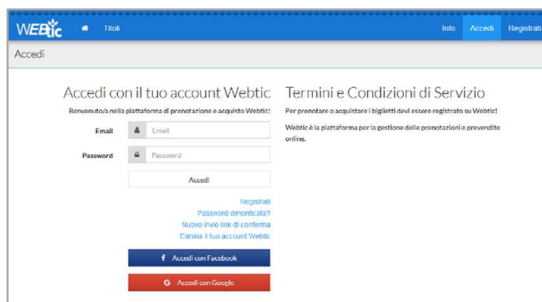 WEBtic Titoli Info Accedi Registrati
Accedi
Accedi con il tuo account Webtic
Benvenuto/a nella piattaforma di prenotazione e acquisto Webtic!
Email Email
Password Password
Accedi
Registrati
Password dimenticata?
Nuovo invio link di conferma
Elimina il tuo account Webtic
f Accedi con Facebook
G Accedi con Google
Termini e Condizioni di Servizio
Per prenotare o acquistare i biglietti devi essere registrato su Webtic!
Webtic è la piattaforma per la gestione delle prenotazioni e prevendite
online.